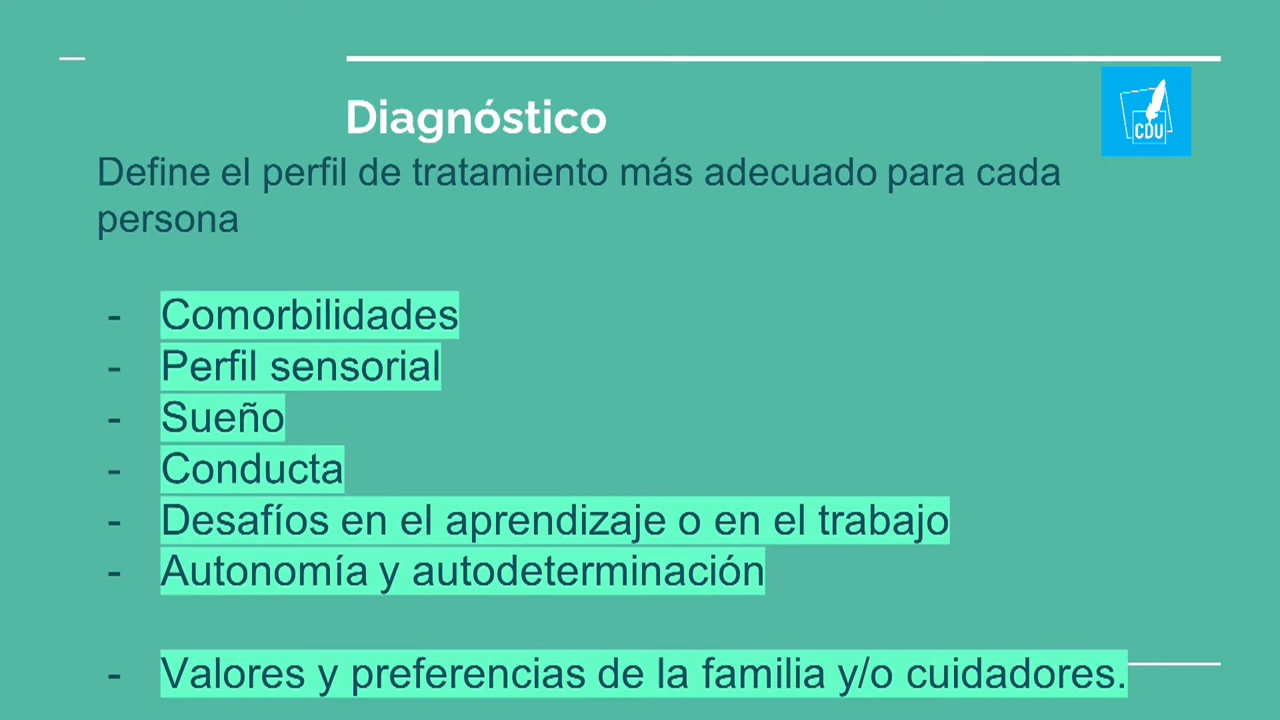 Diagnóstico
CDU
Define el perfil de tratamiento más adecuado para cada
persona
- Comorbilidades
- Perfil sensorial
- Sueño
- Conducta
- Desafíos en el aprendizaje o en el trabajo
- Autonomía y autodeterminación
- Valores y preferencias de la familia y/o cuidadores.